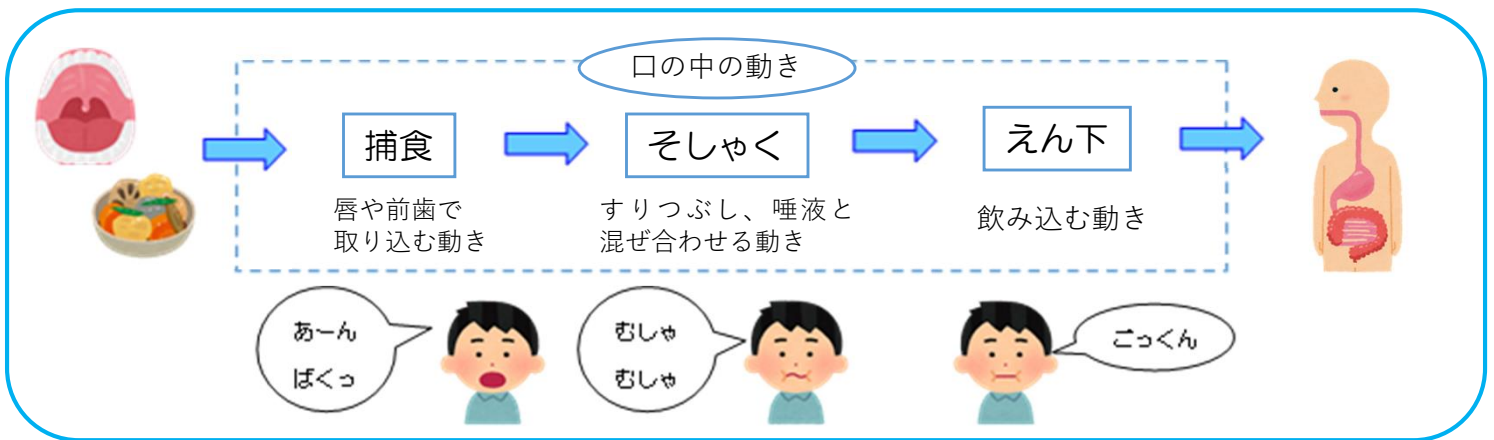 口の中の動き
捕食
そしゃく
えん下
唇や前歯で
取り込む動き
すりつぶし、唾液と
混ぜ合わせる動き
飲み込む動き
あ〜ん
ぱくっ
むしゃ
むしゃ
ごっくん